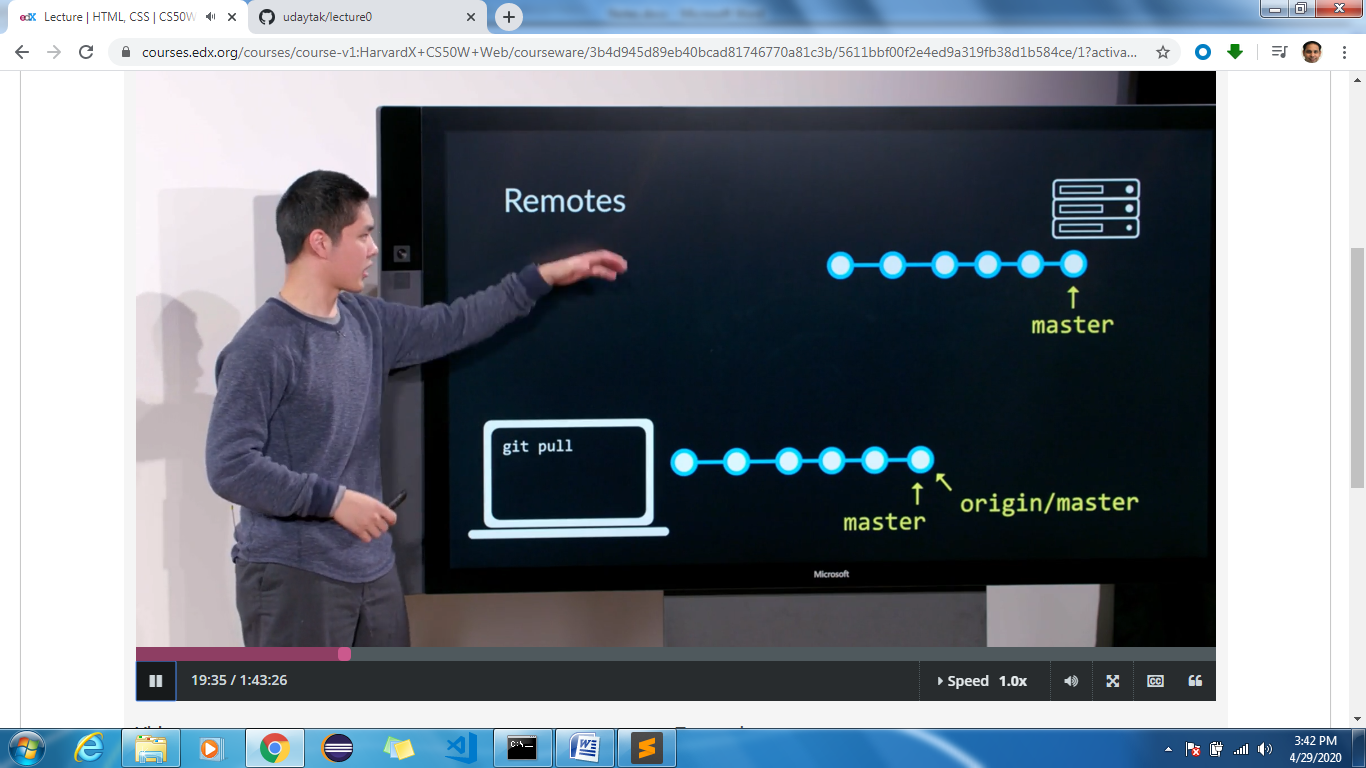 edX Lecture | HTML, CSS | CS50W
udaytak/lecture0
courses.edx.org/courses/course-v1:HarvardX+CS50W+Web/courseware/3b4d945d89eb40bcad81746770a81c3b/5611bbf00f2e4ed9a319fb38d1b584ce/1?activa...
Remotes
master
git pull
master
origin/master
Microsoft
19:35 / 1:43:26
Speed 1.0x
CC
3:42 PM
4/29/2020